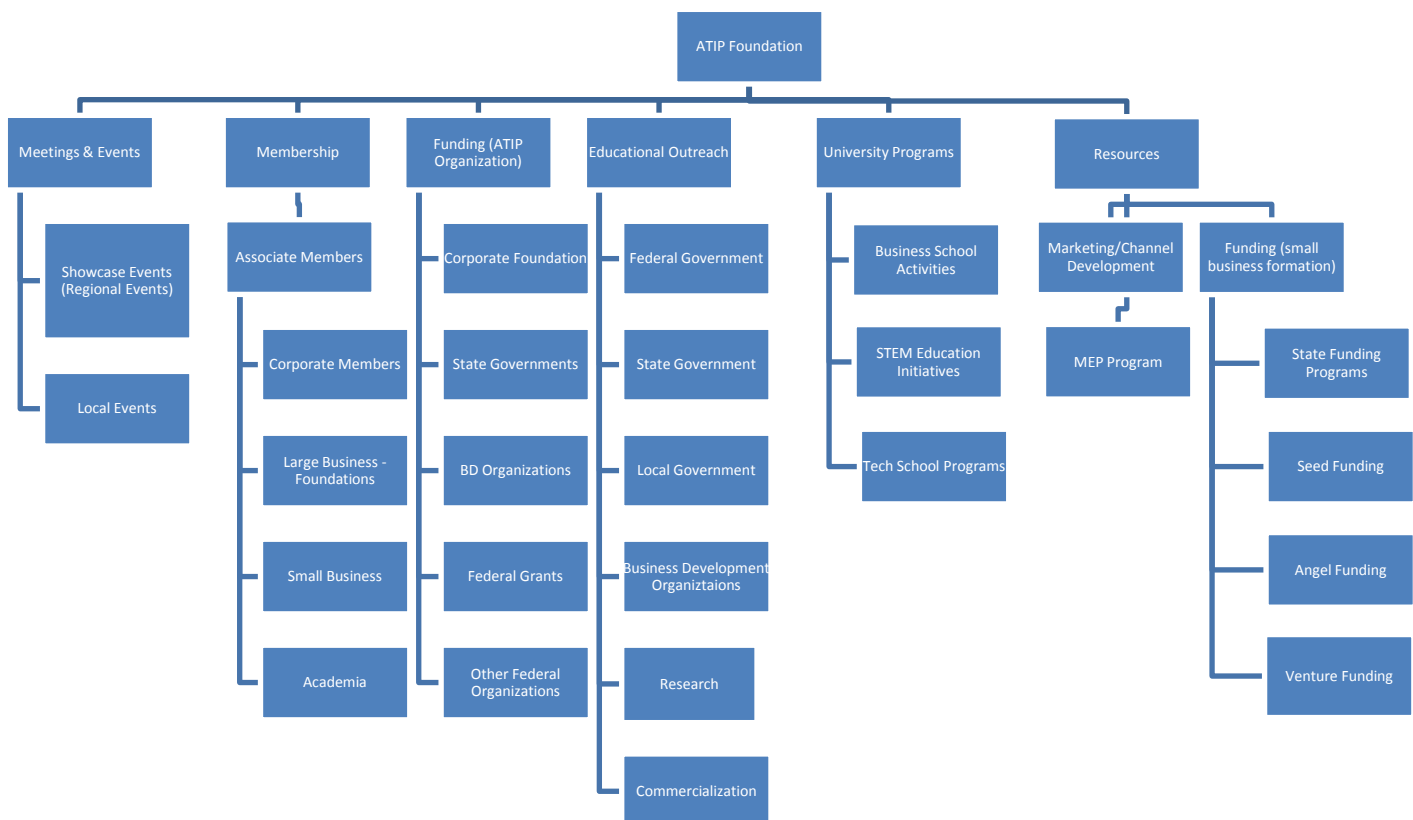 ATIP Foundation
Meetings & Events
Membership
Funding (ATIP
Organization)
Educational Outreach
University Programs
Resources
Showcase Events
(Regional Events)
Local Events
Associate Members
Corporate Members
Large Business -
Foundations
Small Business
Academia
Corporate Foundation
State Governments
BD Organizations
Federal Grants
Other Federal
Organizations
Federal Government
State Government
Local Government
Business Development
Organiztaions
Research
Commercialization
Business School
Activities
STEM Education
Initiatives
Tech School Programs
Marketing/Channel
Development
MEP Program
Funding (small
business formation)
State Funding
Programs
Seed Funding
Angel Funding
Venture Funding